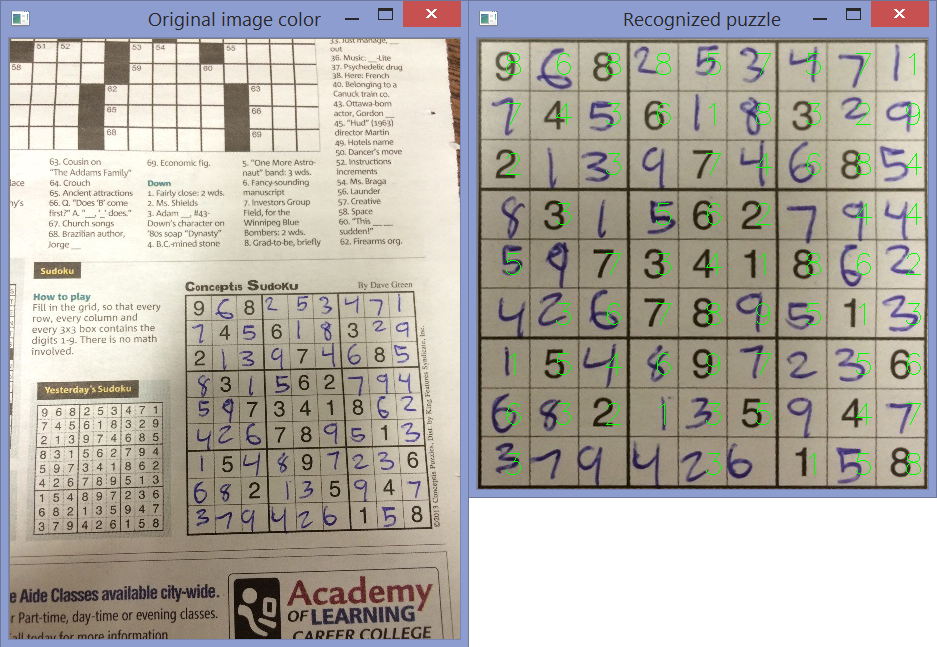 Original image color
51 52 53 54 55
58 59 60
62 63
65 66
68 69
out
36. Music: __-Lite
37. Psychedelic drug
38. Here: French
40. Belonging to a
Canuck train co.
43. Ottawa-born
actor, Gordon __
45. "Hud" (1963)
director Martin
49. Hotels name
50. Dancer's move
52. Instructions
increments
54. Ms. Braga
56. Launder
57. Creative
58. Space
60. "This __ __
sudden!"
62. Firearms org.
63. Cousin on
"The Addams Family"
64. Crouch
65. Ancient attractions
66. Q. "Does 'B' come
first?" A. "__, '_' does."
67. Church songs
68. Brazilian author,
Jorge __
69. Economic fig.
Down
1. Fairly close: 2 wds.
2. Ms. Shields
3. Adam __, #43-
Down's character on
'80s soap "Dynasty"
4. B.C.-mined stone
5. "One More Astro-
naut" band: 3 wds.
6. Fancy-sounding
manuscript
7. Investors Group
Field, for the
Winnipeg Blue
Bombers: 2 wds.
8. Grad-to-be, briefly
Sudoku
How to play
Fill in the grid, so that every
row, every column and
every 3x3 box contains the
digits 1-9. There is no math
involved.
Yesterday's Sudoku
9 6 8 2 5 3 4 7 1
7 4 5 6 1 8 3 2 9
2 1 3 9 7 4 6 8 5
8 3 1 5 6 2 7 9 4
5 9 7 3 4 1 8 6 2
4 2 6 7 8 9 5 1 3
1 5 4 8 9 7 2 3 6
6 8 2 1 3 5 9 4 7
3 7 9 4 2 6 1 5 8
Conceptis Sudoku By Dave Green
9 6 8 2 5 3 4 7 1
7 4 5 6 1 8 3 2 9
2 1 3 9 7 4 6 8 5
8 3 1 5 6 2 7 9 4
5 9 7 3 4 1 8 6 2
4 2 6 7 8 9 5 1 3
1 5 4 8 9 7 2 3 6
6 8 2 1 3 5 9 4 7
3 7 9 4 2 6 1 5 8
©2013 Conceptis Puzzles, Dist. by King Features Syndicate, Inc.
e Aide Classes available city-wide.
r Part-time, day-time or evening classes.
all today for more information
Academy
OF LEARNING
CAREER COLLEGE
Recognized puzzle
9 6 8 2 5 3 4 7 1
7 4 5 6 1 8 3 2 9
2 1 3 9 7 4 6 8 5
8 3 1 5 6 2 7 9 4
5 9 7 3 4 1 8 6 2
4 2 6 7 8 9 5 1 3
1 5 4 8 9 7 2 3 6
6 8 2 1 3 5 9 4 7
3 7 9 4 2 6 1 5 8